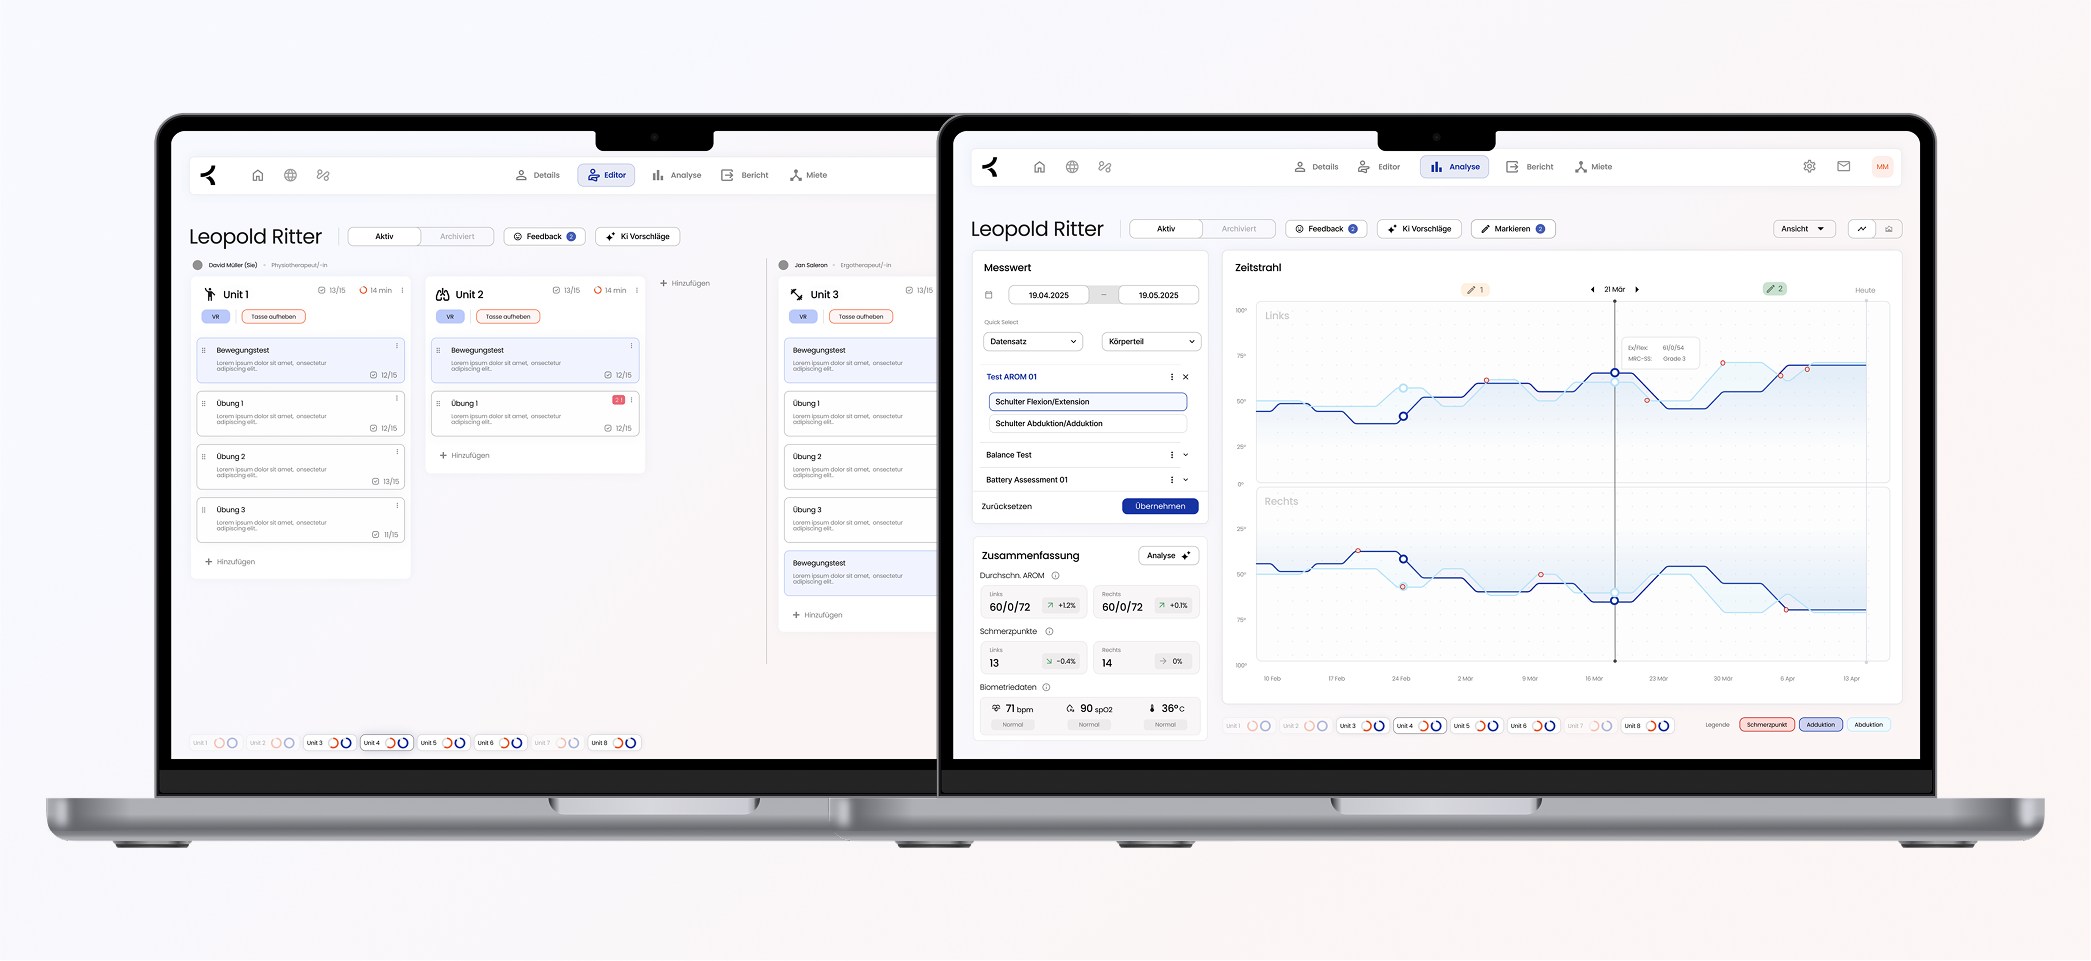 Details
Editor
Analyse
Bericht
Miete
Leopold Ritter
Aktiv
Archiviert
Feedback 2
Ki Vorschläge
David Müller (Sie) - Physiotherapeut/-in
Unit 1
13/15
14 min
VR
Tasse aufheben
Bewegungstest
Lorem ipsum dolor sit amet, onsectetur
adipiscing elit..
12/15
Übung 1
Lorem ipsum dolor sit amet, onsectetur
adipiscing elit..
12/15
Übung 2
Lorem ipsum dolor sit amet, onsectetur
adipiscing elit..
13/15
Übung 3
Lorem ipsum dolor sit amet, onsectetur
adipiscing elit..
11/15
Hinzufügen
Unit 2
13/15
14 min
VR
Tasse aufheben
Bewegungstest
Lorem ipsum dolor sit amet, onsectetur
adipiscing elit..
12/15
Übung 1
Lorem ipsum dolor sit amet, onsectetur
adipiscing elit..
12/15
Hinzufügen
Hinzufügen
Jan Saleron - Ergotherapeut/-in
Unit 3
13/15
VR
Tasse aufheben
Bewegungstest
Lorem ipsum dolor sit amet, onsectetur
adipiscing elit..
Übung 1
Lorem ipsum dolor sit amet, onsectetur
adipiscing elit..
Übung 2
Lorem ipsum dolor sit amet, onsectetur
adipiscing elit..
Übung 3
Lorem ipsum dolor sit amet, onsectetur
adipiscing elit..
Bewegungstest
Lorem ipsum dolor sit amet, onsectetur
adipiscing elit..
Hinzufügen
Unit 1
Unit 2
Unit 3
Unit 4
Unit 5
Unit 6
Unit 7
Unit 8
Details
Editor
Analyse
Bericht
Miete
MM
Leopold Ritter
Aktiv
Archiviert
Feedback 2
Ki Vorschläge
Markieren 2
Ansicht
Messwert
19.04.2025 – 19.05.2025
Quick Select
Datensatz
Körperteil
Test AROM 01
Schulter Flexion/Extension
Schulter Abduktion/Adduktion
Balance Test
Battery Assessment 01
Zurücksetzen
Übernehmen
Zusammenfassung
Analyse
Durchschn. AROM
Links
60/0/72
+1.2%
Rechts
60/0/72
+0.1%
Schmerzpunkte
Links
13
-0.4%
Rechts
14
0%
Biometriedaten
71 bpm
Normal
90 spO2
Normal
36° C
Normal
Zeitstrahl
1
21 Mär
2
Heute
Links
100°
75°
50°
25°
0°
Ex/Flex: 61/0/54
MRC-SS: Grade 3
Rechts
25°
50°
75°
100°
10 Feb
17 Feb
24 Feb
2 Mär
9 Mär
16 Mär
23 Mär
30 Mär
6 Apr
13 Apr
Unit 1
Unit 2
Unit 3
Unit 4
Unit 5
Unit 6
Unit 7
Unit 8
Legende
Schmerzpunkt
Adduktion
Abduktion